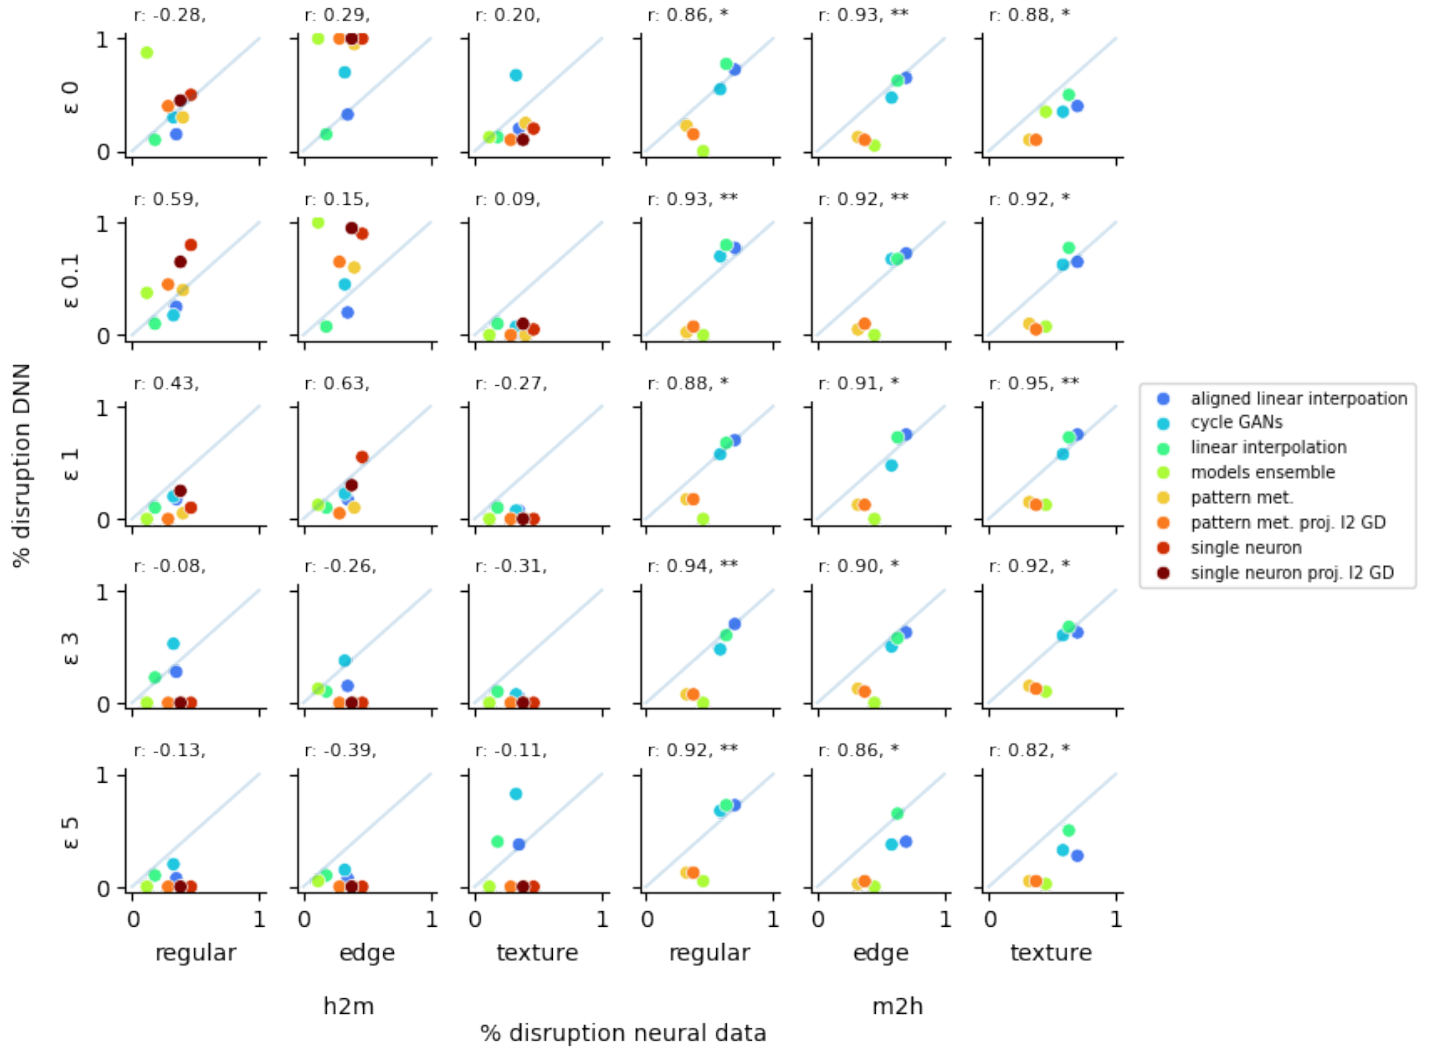 r: -0.28,
r: 0.29,
r: 0.20,
r: 0.86, *
r: 0.93, **
r: 0.88, *
1
ε 0
0
r: 0.59,
r: 0.15,
r: 0.09,
r: 0.93, **
r: 0.92, **
r: 0.92, *
1
ε 0.1
0
r: 0.43,
r: 0.63,
r: -0.27,
r: 0.88, *
r: 0.91, *
r: 0.95, **
1
ε 1
0
r: -0.08,
r: -0.26,
r: -0.31,
r: 0.94, **
r: 0.90, *
r: 0.92, *
1
ε 3
0
r: -0.13,
r: -0.39,
r: -0.11,
r: 0.92, **
r: 0.86, *
r: 0.82, *
1
ε 5
0
0 1
0 1
0 1
0 1
0 1
0 1
regular
edge
texture
regular
edge
texture
h2m
m2h
% disruption neural data
% disruption DNN
aligned linear interpoation
cycle GANs
linear interpolation
models ensemble
pattern met.
pattern met. proj. l2 GD
single neuron
single neuron proj. l2 GD